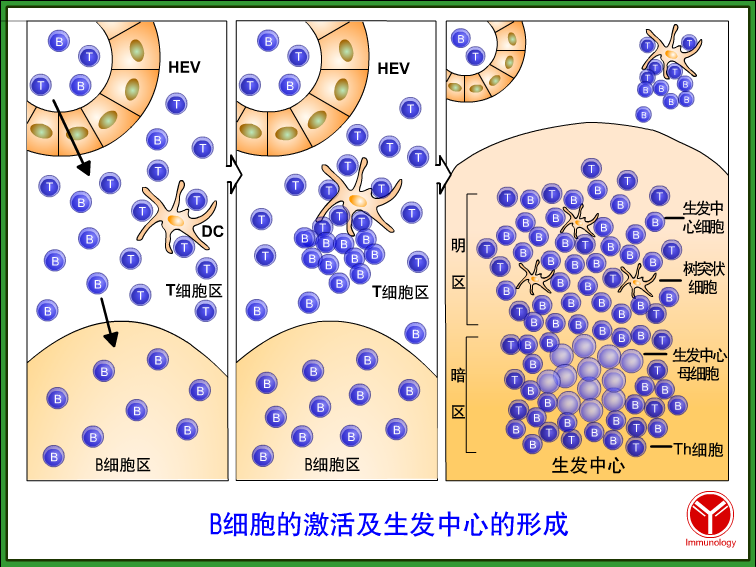 HEV
DC
T细胞区
B细胞区
HEV
T细胞区
B细胞区
生发中
心细胞
明
区
树突状
细胞
生发中心
母细胞
暗
区
Th细胞
生发中心
B细胞的激活及生发中心的形成
Immunology